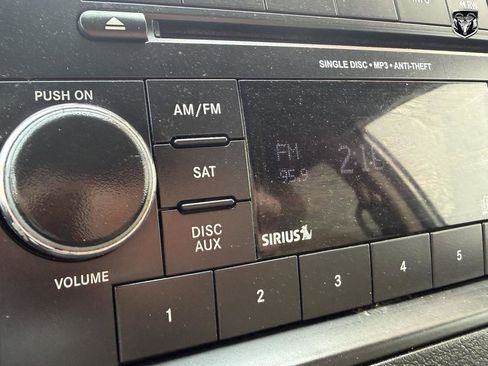 SINGLE DISC • MP3 • ANTI-THEFT
PUSH ON
AM/FM
FM
95.9
SAT
DISC
AUX
SIRIUS
VOLUME
1
2
3
4
5